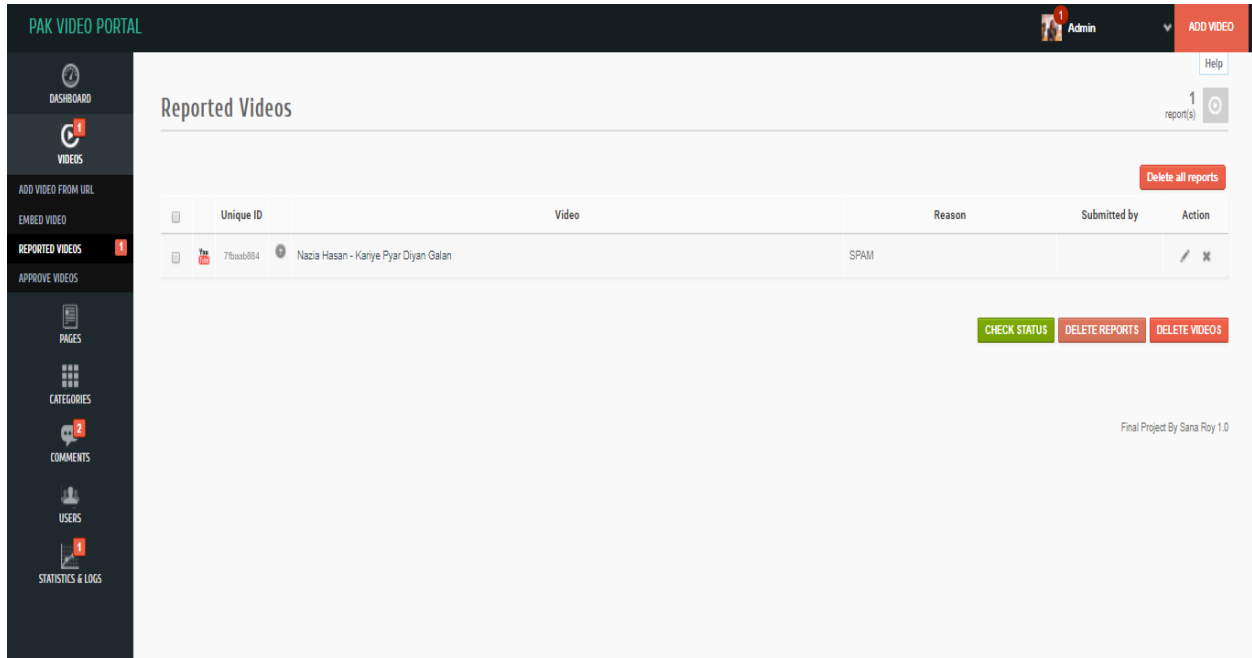 PAK VIDEO PORTAL
1
Admin
ADD VIDEO
Help
DASHBOARD
1
VIDEOS
ADD VIDEO FROM URL
EMBED VIDEO
REPORTED VIDEOS 1
APPROVE VIDEOS
PAGES
CATEGORIES
2
COMMENTS
USERS
1
STATISTICS & LOGS
Reported Videos
1
report(s)
Delete all reports
Unique ID Video Reason Submitted by Action
You Tube 7fbaab884 Nazia Hasan - Kariye Pyar Diyan Galan SPAM
CHECK STATUS DELETE REPORTS DELETE VIDEOS
Final Project By Sana Roy 1.0